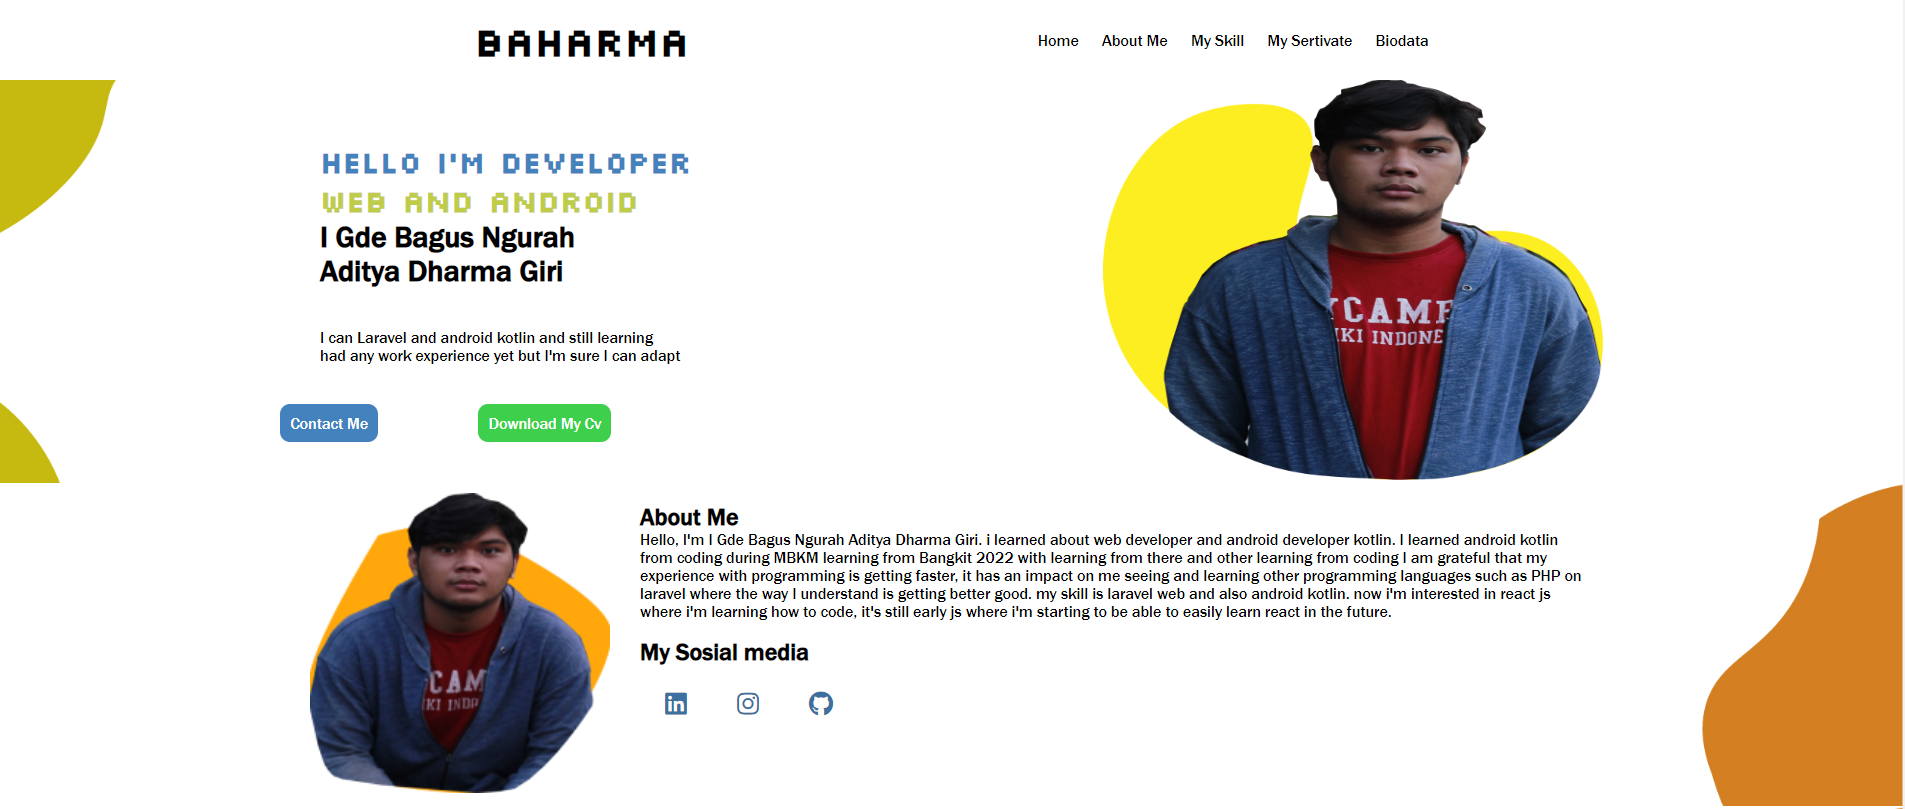 BAHARMA
Home About Me My Skill My Sertivate Biodata
HELLO I'M DEVELOPER
WEB AND ANDROID
I Gde Bagus Ngurah
Aditya Dharma Giri
I can Laravel and android kotlin and still learning
had any work experience yet but I'm sure I can adapt
Contact Me Download My Cv
YCAMP
IKI INDONE
About Me
Hello, I'm I Gde Bagus Ngurah Aditya Dharma Giri. i learned about web developer and android developer kotlin. I learned android kotlin
from coding during MBKM learning from Bangkit 2022 with learning from there and other learning from coding I am grateful that my
experience with programming is getting faster, it has an impact on me seeing and learning other programming languages such as PHP on
laravel where the way I understand is getting better good. my skill is laravel web and also android kotlin. now i'm interested in react js
where i'm learning how to code, it's still early js where i'm starting to be able to easily learn react in the future.
CAM
KI INDO
My Sosial media
in